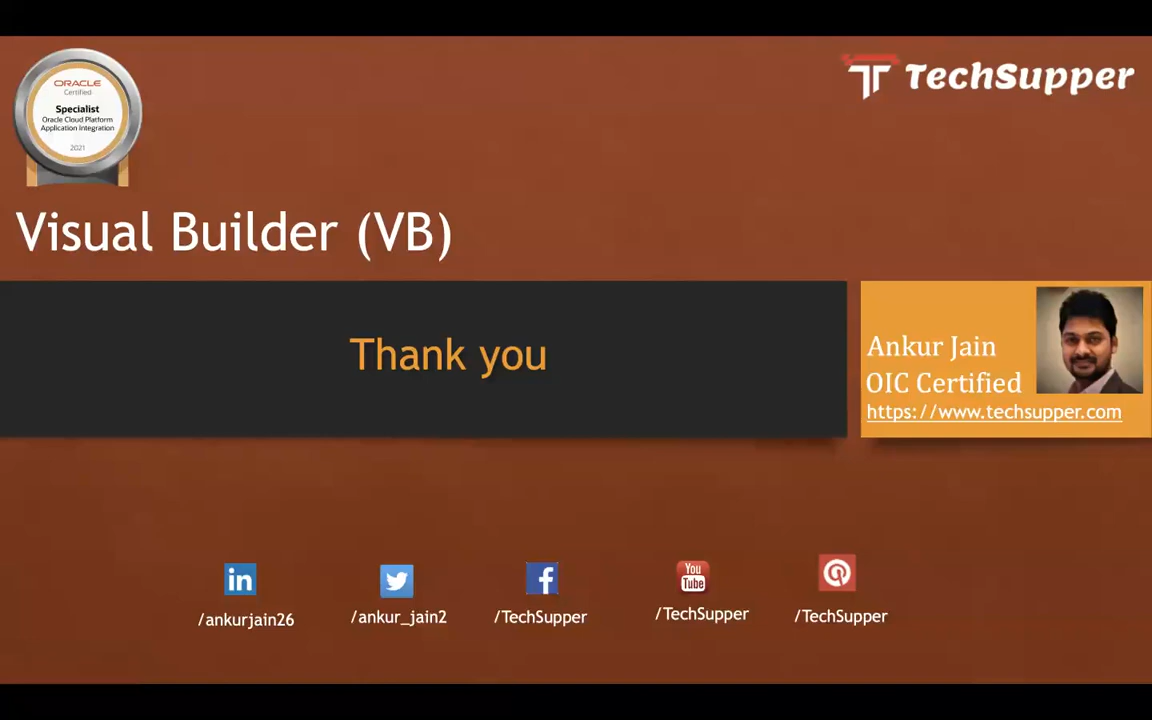 ORACLE
Certified
Specialist
Oracle Cloud Platform
Application Integration
2021
TechSupper
Visual Builder (VB)
Thank you
Ankur Jain
OIC Certified
https://www.techsupper.com
in
f
You
Tube
/ankurjain26
/ankur_jain2
/TechSupper
/TechSupper
/TechSupper